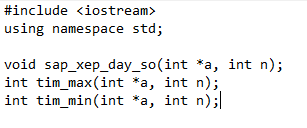 #include <iostream>
using namespace std;
void sap_xep_day_so(int *a, int n);
int tim_max(int *a, int n);
int tim_min(int *a, int n);